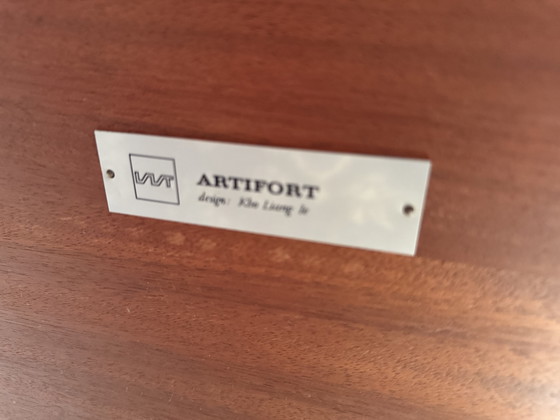 ARTIFORT
design: Kho Liang Ie